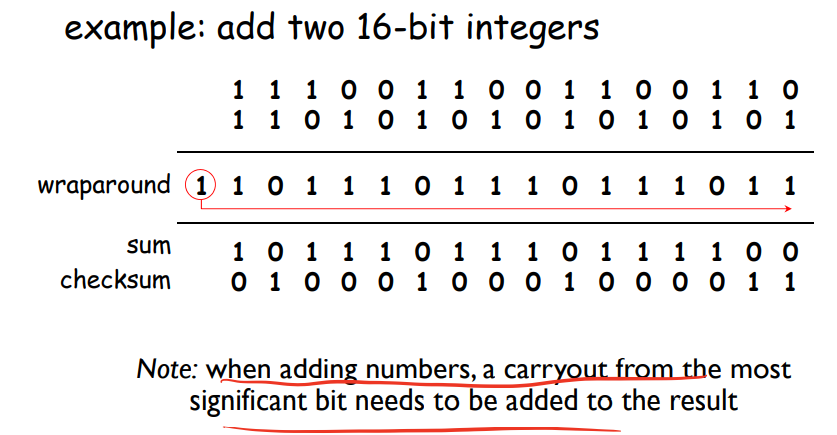 example: add two 16-bit integers
1 1 1 0 0 1 1 0 0 1 1 0 0 1 1 0
1 1 0 1 0 1 0 1 0 1 0 1 0 1 0 1
wraparound 1 1 0 1 1 1 0 1 1 1 0 1 1 1 0 1 1
sum 1 0 1 1 1 0 1 1 1 0 1 1 1 1 0 0
checksum 0 1 0 0 0 1 0 0 0 1 0 0 0 0 1 1
Note: when adding numbers, a carryout from the most
significant bit needs to be added to the result